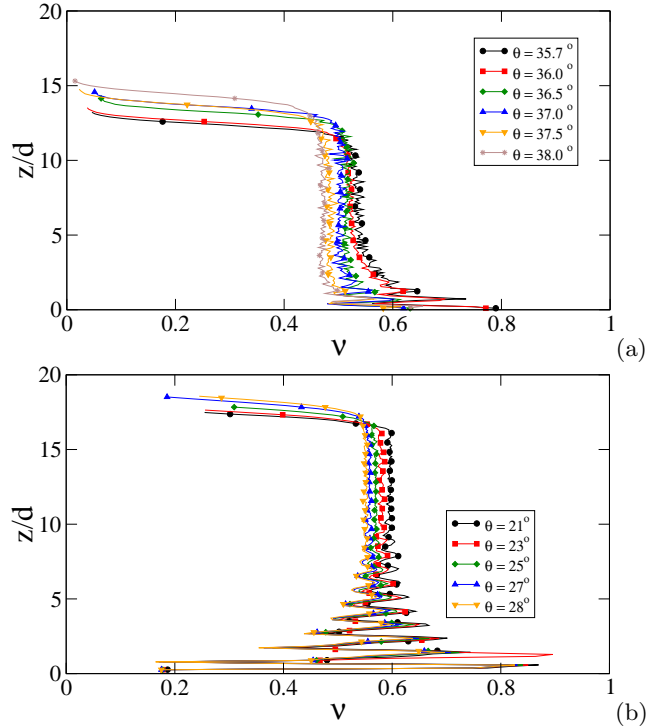 20
15
10
5
0
z/d
0
0.2
0.4
0.6
0.8
1
ν
θ = 35.7 °
θ = 36.0 °
θ = 36.5 °
θ = 37.0 °
θ = 37.5 °
θ = 38.0 °
(a)
20
15
10
5
0
z/d
0
0.2
0.4
0.6
0.8
1
ν
θ = 21°
θ = 23°
θ = 25°
θ = 27°
θ = 28°
(b)